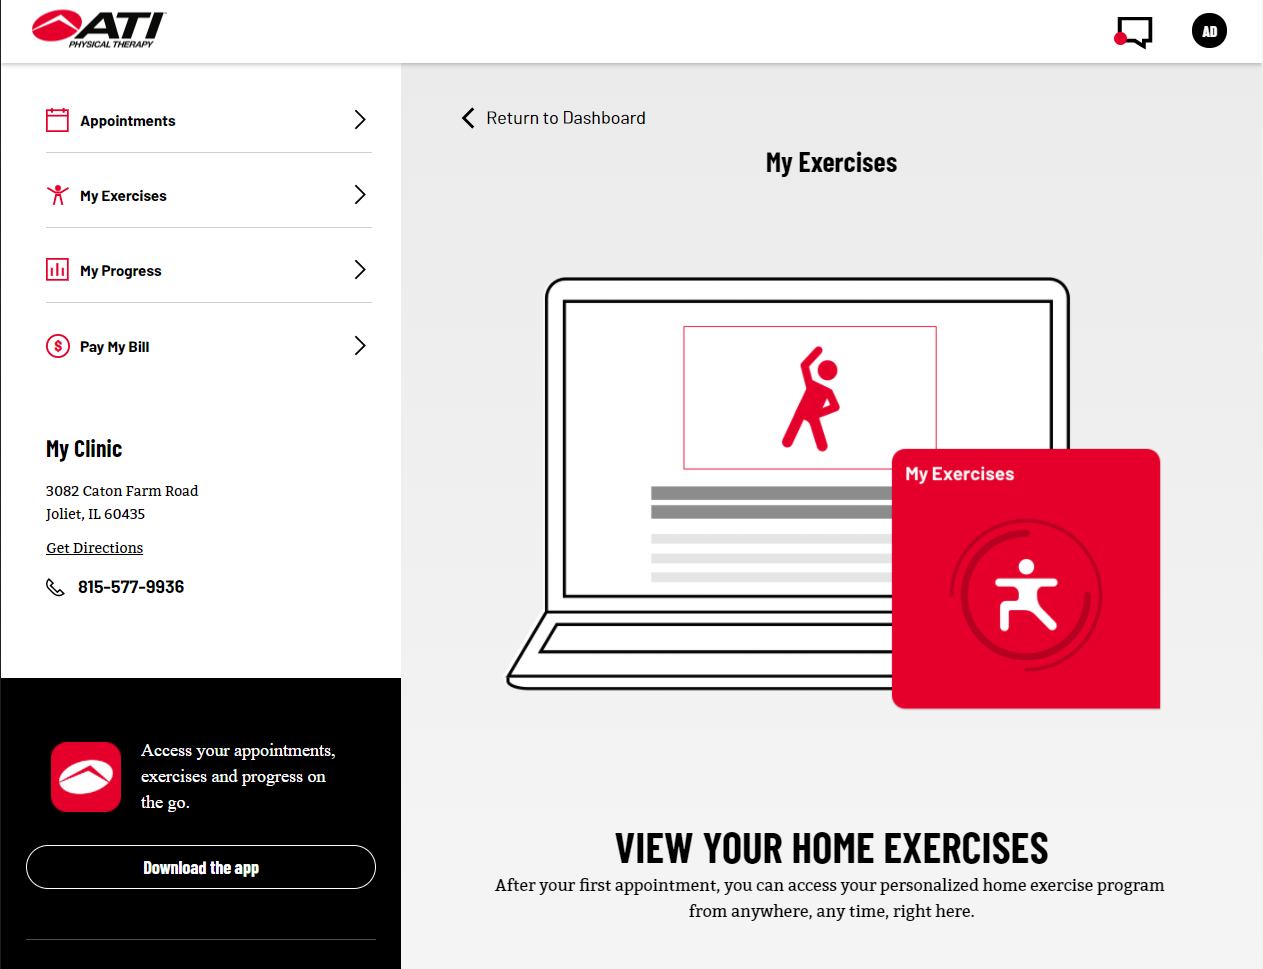 ATI
PHYSICAL THERAPY
AD
Appointments
My Exercises
My Progress
Pay My Bill
My Clinic
3082 Caton Farm Road
Joliet, IL 60435
Get Directions
815-577-9936
Access your appointments,
exercises and progress on
the go.
Download the app
Return to Dashboard
My Exercises
My Exercises
VIEW YOUR HOME EXERCISES
After your first appointment, you can access your personalized home exercise program
from anywhere, any time, right here.